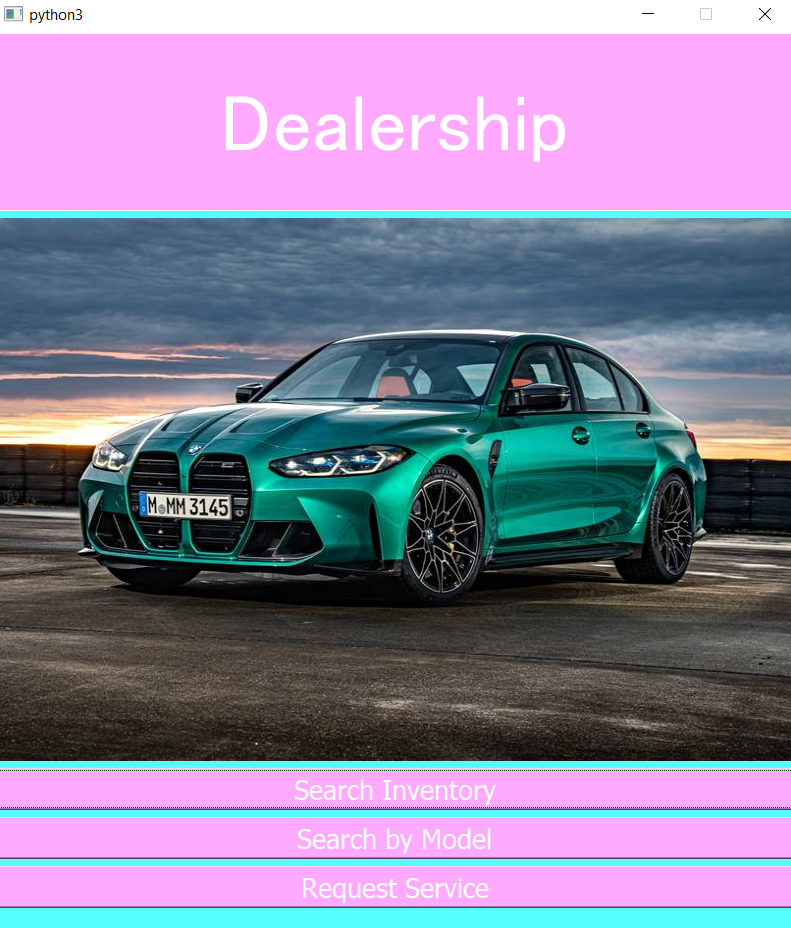 python3
Dealership
M MM 3145
Search Inventory
Search by Model
Request Service